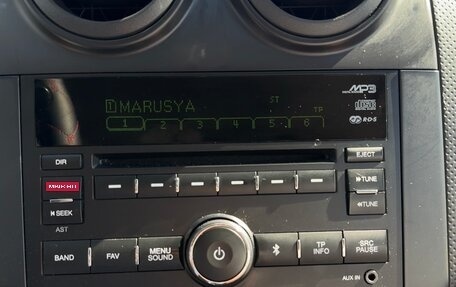 1 MARUSYA
ST
TP
1 2 3 4 5 6
MP3
RDS
DIR
EJECT
TUNE
SEEK
TUNE
AST
BAND
FAV
MENU
SOUND
TP
INFO
SRC
PAUSE
AUX IN